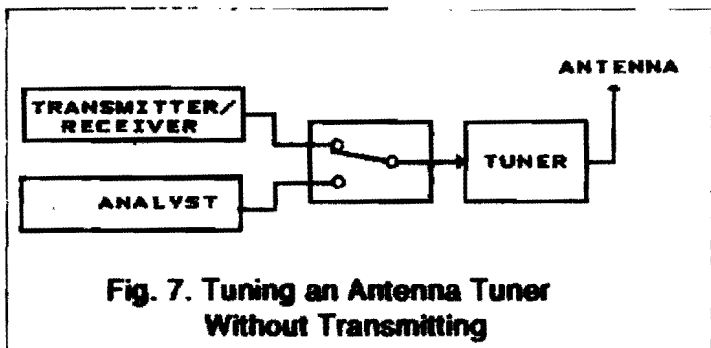 ANTENNA
TRANSMITTER/
RECEIVER
TUNER
ANALYST
Fig. 7. Tuning an Antenna Tuner
Without Transmitting